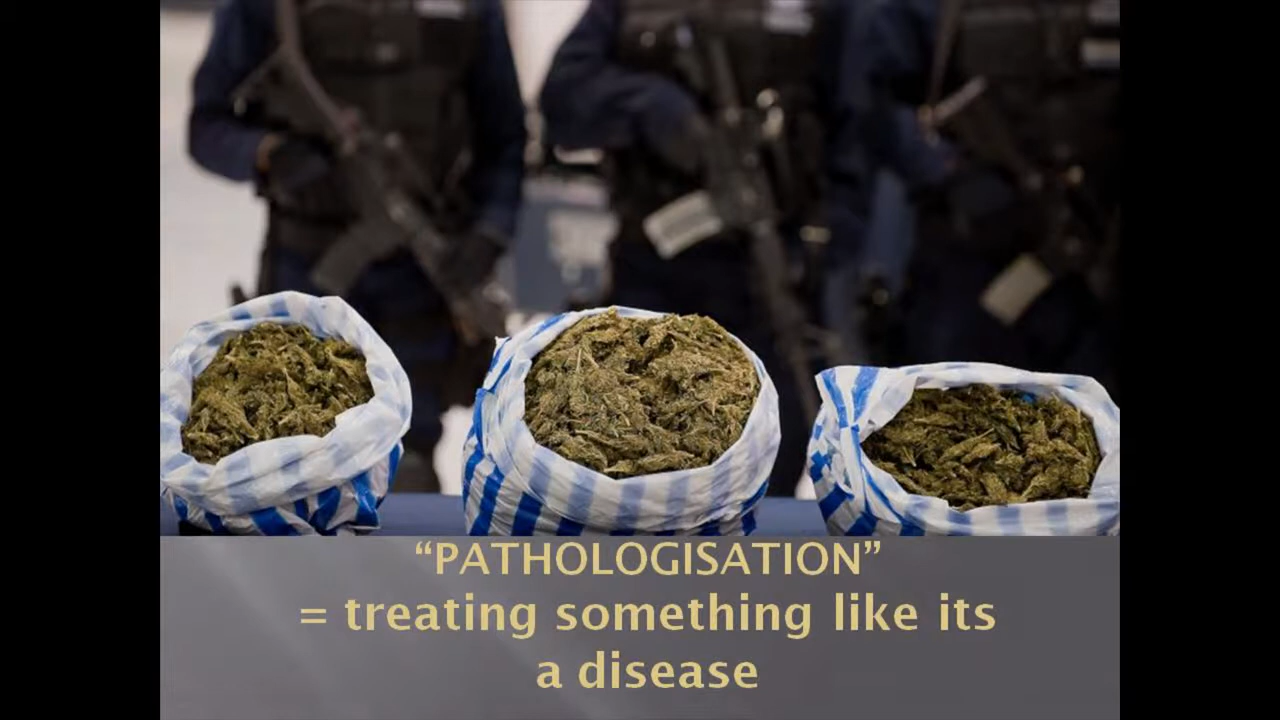 “PATHOLOGISATION”
= treating something like its
a disease